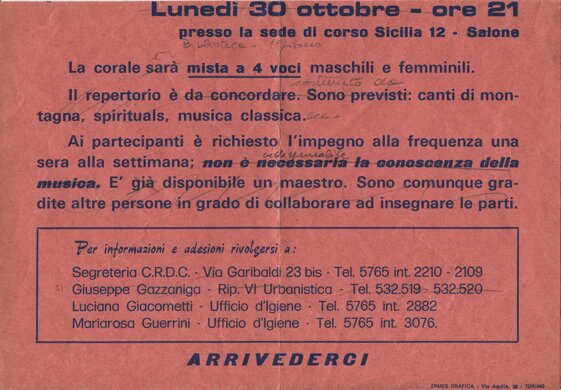 Lunedì 30 ottobre - ore 21
presso la sede di corso Sicilia 12 - Salone
Biblioteca - 1° piano
La corale sarà mista a 4 voci maschili e femminili.
è
costituito da
Il repertorio è da concordare. Sono previsti: canti di mon-
tagna, spirituals, musica classica.
Ai partecipanti è richiesto l'impegno alla frequenza una
indispensabile
sera alla settimana; non è necessaria la conoscenza della
musica. E' già disponibile un maestro. Sono comunque gra-
dite altre persone in grado di collaborare ad insegnare le parti.
Per informazioni e adesioni rivolgersi a:
Segreteria C.R.D.C. - Via Garibaldi 23 bis - Tel. 5765 int. 2210 - 2109
Giuseppe Gazzaniga - Rip. VI Urbanistica - Tel. 532.519 - 532.520
Luciana Giacometti - Ufficio d'Igiene - Tel. 5765 int. 2882
Mariarosa Guerrini - Ufficio d'Igiene - Tel. 5765 int. 3076.
ARRIVEDERCI
ERMES GRAFICA - Via Aquila, - TORINO